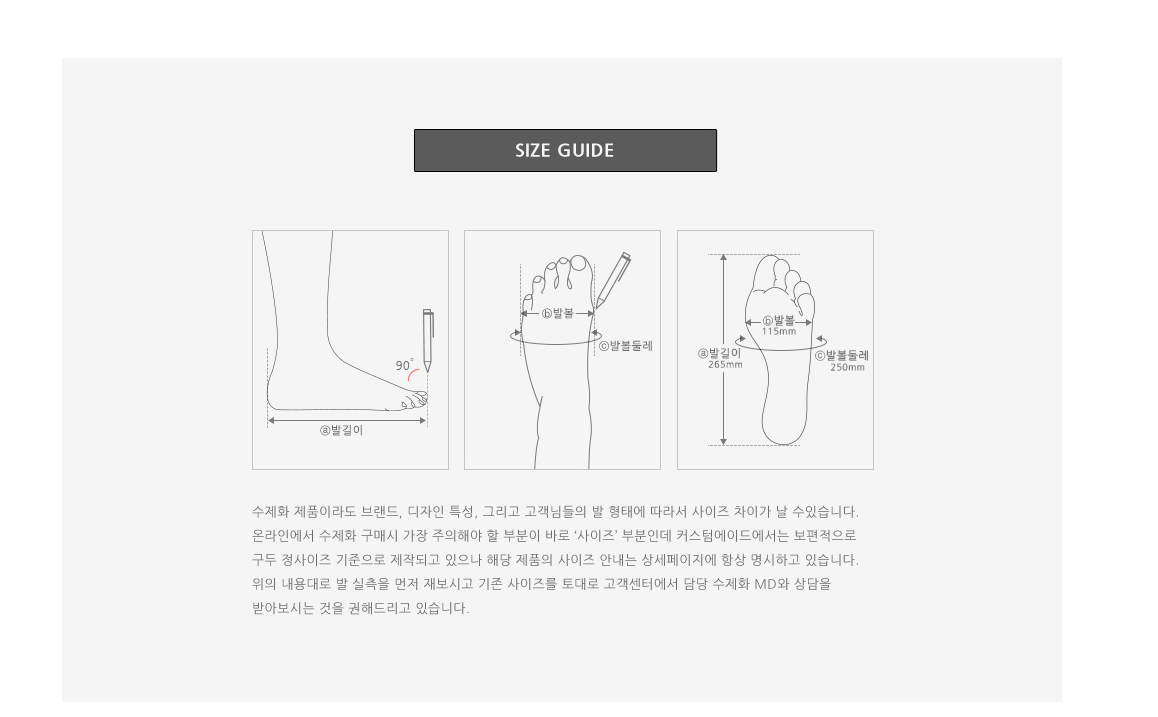 SIZE GUIDE
90°
ⓐ발길이
ⓑ발볼
ⓒ발볼둘레
ⓑ발볼
115mm
ⓐ발길이
265mm
ⓒ발볼둘레
250mm
수제화 제품이라도 브랜드, 디자인 특성, 그리고 고객님들의 발 형태에 따라서 사이즈 차이가 날 수있습니다.
온라인에서 수제화 구매시 가장 주의해야 할 부분이 바로 '사이즈' 부분인데 커스텀에이드에서는 보편적으로
구두 정사이즈 기준으로 제작되고 있으나 해당 제품의 사이즈 안내는 상세페이지에 항상 명시하고 있습니다.
위의 내용대로 발 실측을 먼저 재보시고 기존 사이즈를 토대로 고객센터에서 담당 수제화 MD와 상담을
받아보시는 것을 권해드리고 있습니다.